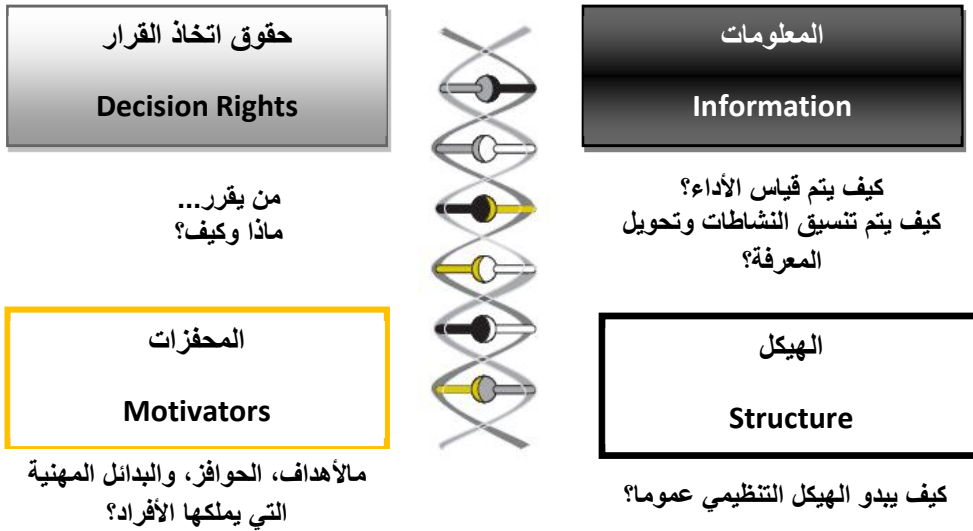 حقوق اتخاذ القرار
Decision Rights
من يقرر...
ماذا وكيف؟
المعلومات
Information
كيف يتم قياس الأداء؟
كيف يتم تنسيق النشاطات وتحويل
المعرفة؟
المحفزات
Motivators
مالأهداف، الحوافز، والبدائل المهنية
التي يملكها الأفراد؟
الهيكل
Structure
كيف يبدو الهيكل التنظيمي عموما؟